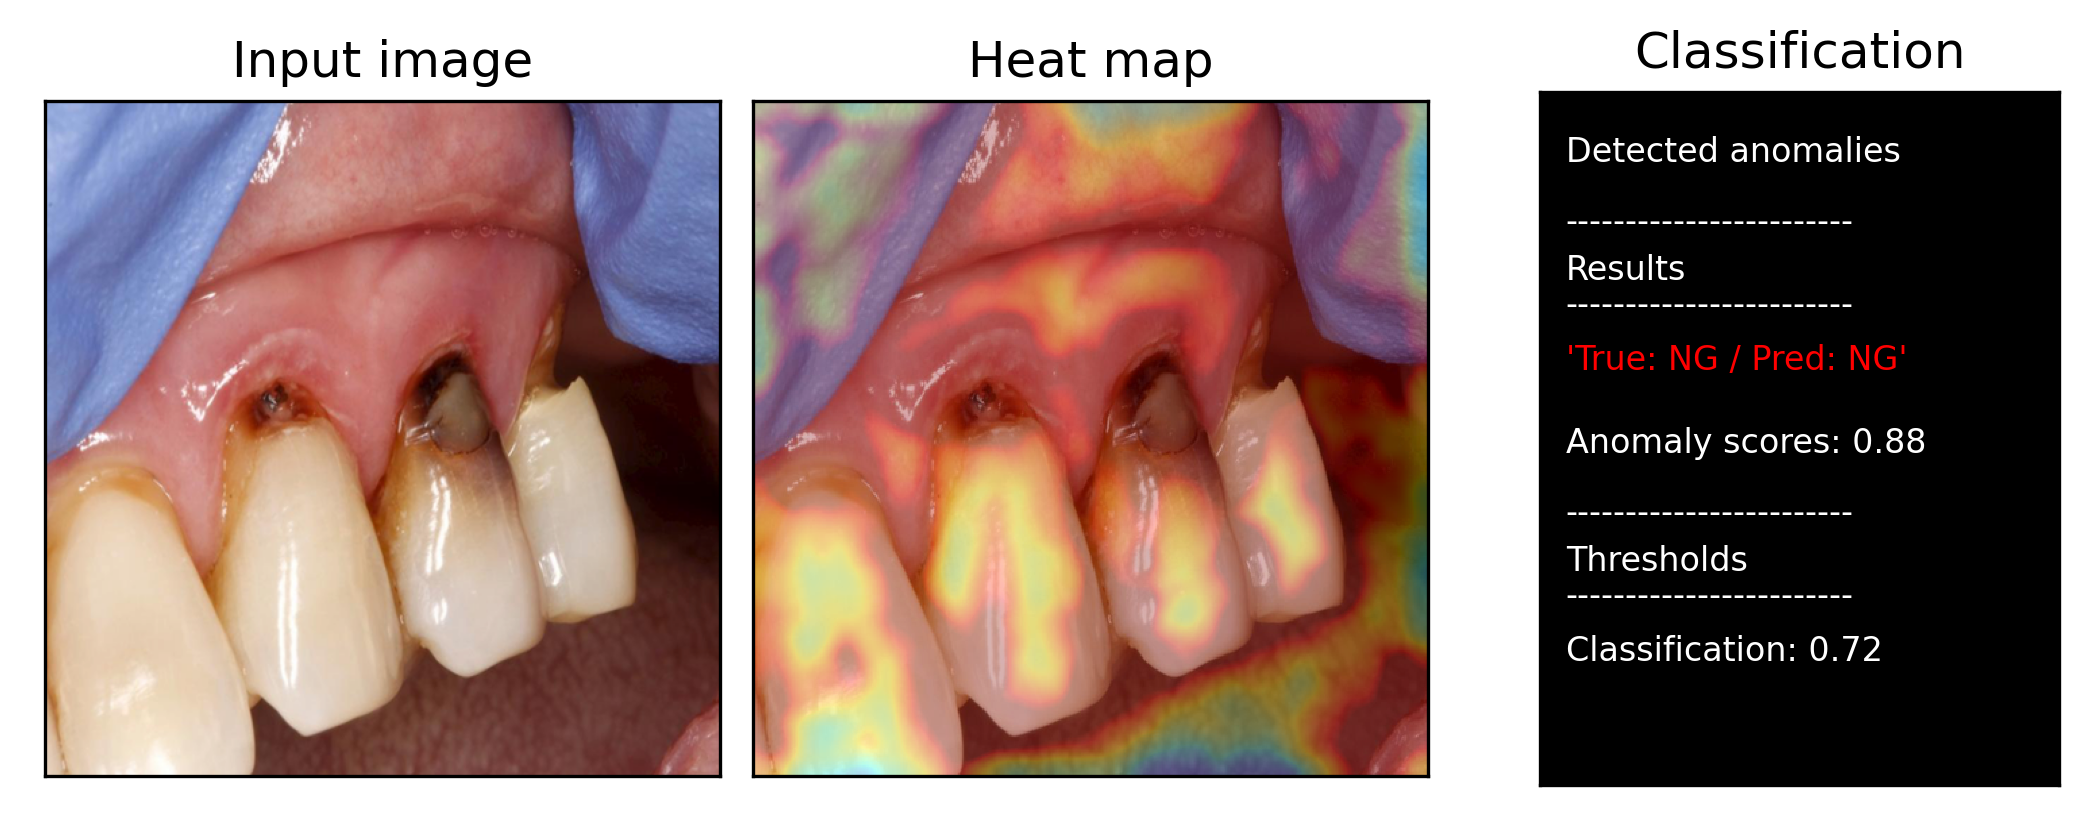 Input image
Heat map
Classification
Detected anomalies
------------------------
Results
------------------------
'True: NG / Pred: NG'
Anomaly scores: 0.88
------------------------
Thresholds
------------------------
Classification: 0.72